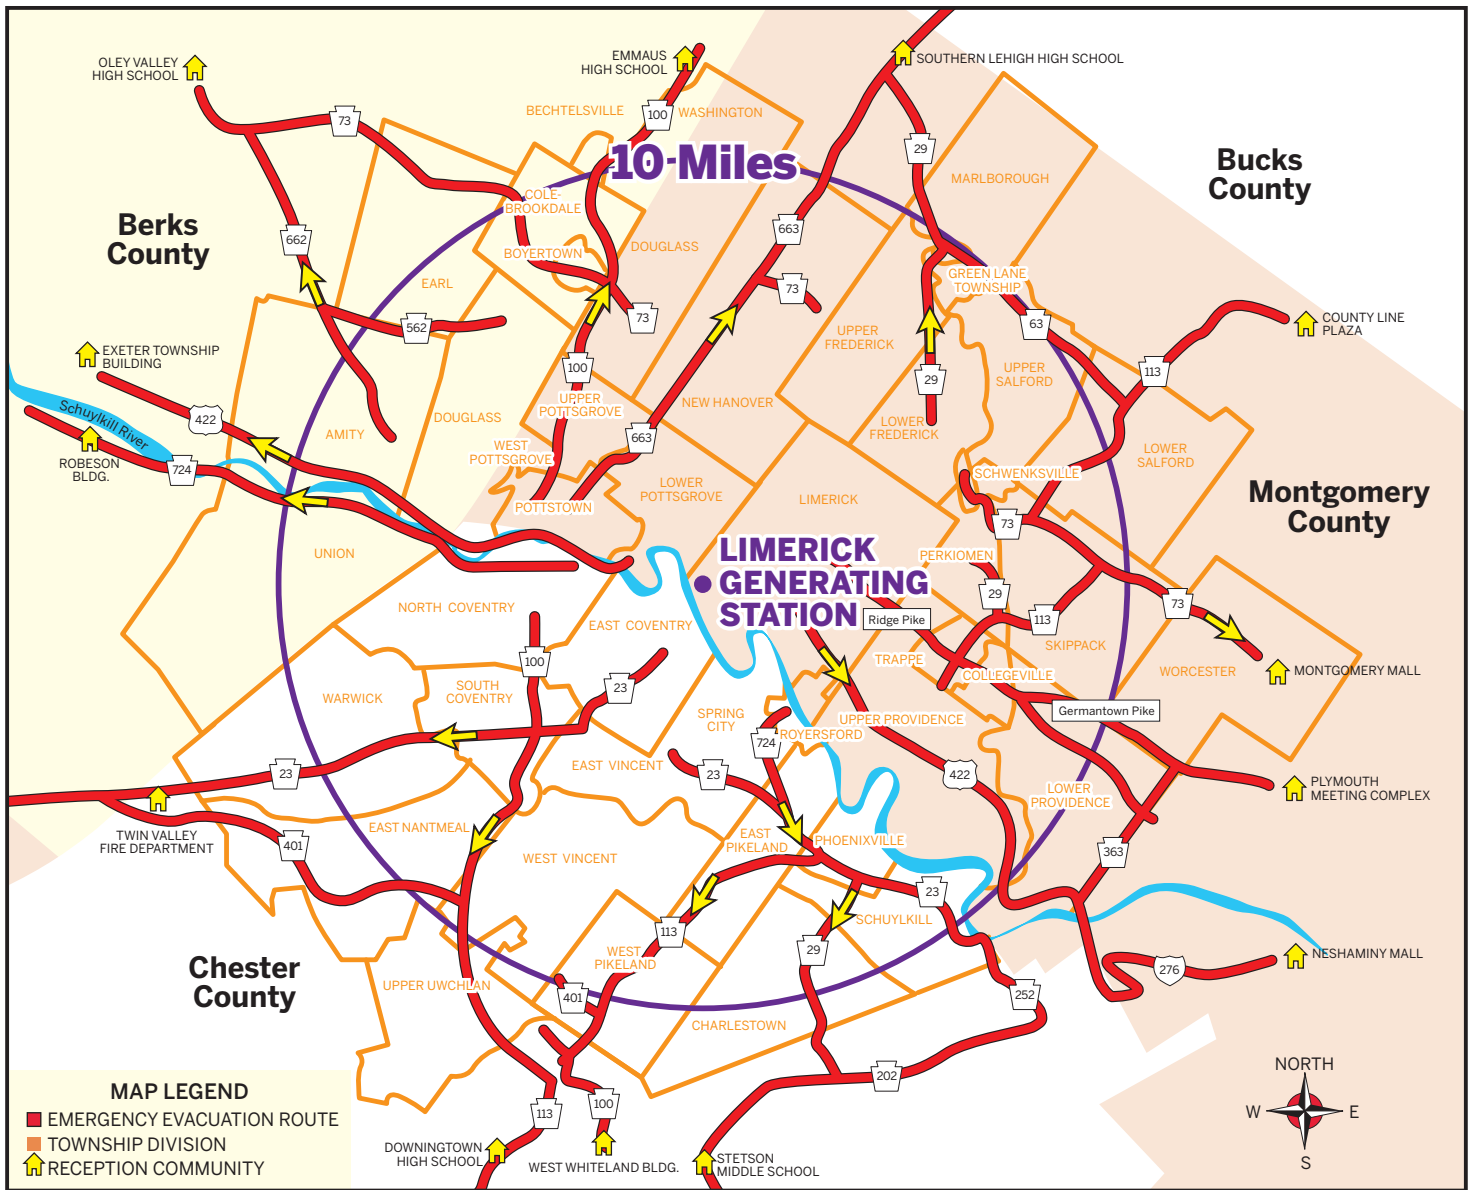 OLEY VALLEY
HIGH SCHOOL
EMMAUS
HIGH SCHOOL
SOUTHERN LEHIGH HIGH SCHOOL
BECHTELSVILLE
WASHINGTON
100
73
10-Miles
29
MARLBOROUGH
Bucks
County
Berks
County
COLE-
BROOKDALE
BOYERTOWN
DOUGLASS
662
663
EARL
GREEN LANE
TOWNSHIP
73
73
562
63
COUNTY LINE
PLAZA
UPPER
FREDERICK
EXETER TOWNSHIP
BUILDING
100
29
UPPER
SALFORD
113
Schuylkill River
422
DOUGLASS
UPPER
POTTSGROVE
NEW HANOVER
LOWER
FREDERICK
AMITY
WEST
POTTSGROVE
663
LOWER
SALFORD
ROBESON
BLDG.
724
SCHWENKSVILLE
LOWER
POTTSGROVE
LIMERICK
POTTSTOWN
Montgomery
County
73
UNION
LIMERICK
GENERATING
STATION
PERKIOMEN
29
NORTH COVENTRY
EAST COVENTRY
Ridge Pike
113
73
SKIPPACK
TRAPPE
COLLEGEVILLE
WORCESTER
MONTGOMERY MALL
100
23
WARWICK
SOUTH
COVENTRY
SPRING
CITY
UPPER PROVIDENCE
Germantown Pike
ROYERSFORD
724
23
EAST VINCENT
23
422
LOWER
PROVIDENCE
PLYMOUTH
MEETING COMPLEX
TWIN VALLEY
FIRE DEPARTMENT
401
EAST NANTMEAL
WEST VINCENT
EAST
PIKELAND
PHOENIXVILLE
363
23
SCHUYLKILL
113
29
WEST
PIKELAND
NESHAMINY MALL
276
Chester
County
UPPER UWCHLAN
401
252
CHARLESTOWN
NORTH
W
E
S
202
MAP LEGEND
EMERGENCY EVACUATION ROUTE
TOWNSHIP DIVISION
RECEPTION COMMUNITY
113
100
DOWNINGTOWN
HIGH SCHOOL
WEST WHITELAND BLDG.
STETSON
MIDDLE SCHOOL